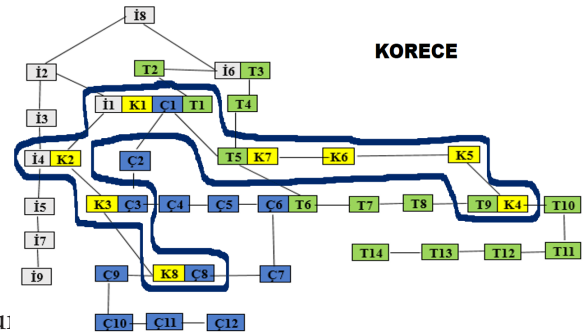 İ8
KORECE
İ2 T2 İ6 T3
İ1 K1 Ç1 T1 T4
İ3
İ4 K2 Ç2 T5 K7 K6 K5
İ5 K3 Ç3 Ç4 Ç5 Ç6 T6 T7 T8 T9 K4 T10
İ7 T14 T13 T12 T11
İ9 Ç9 K8 Ç8 Ç7
Ç10 Ç11 Ç12